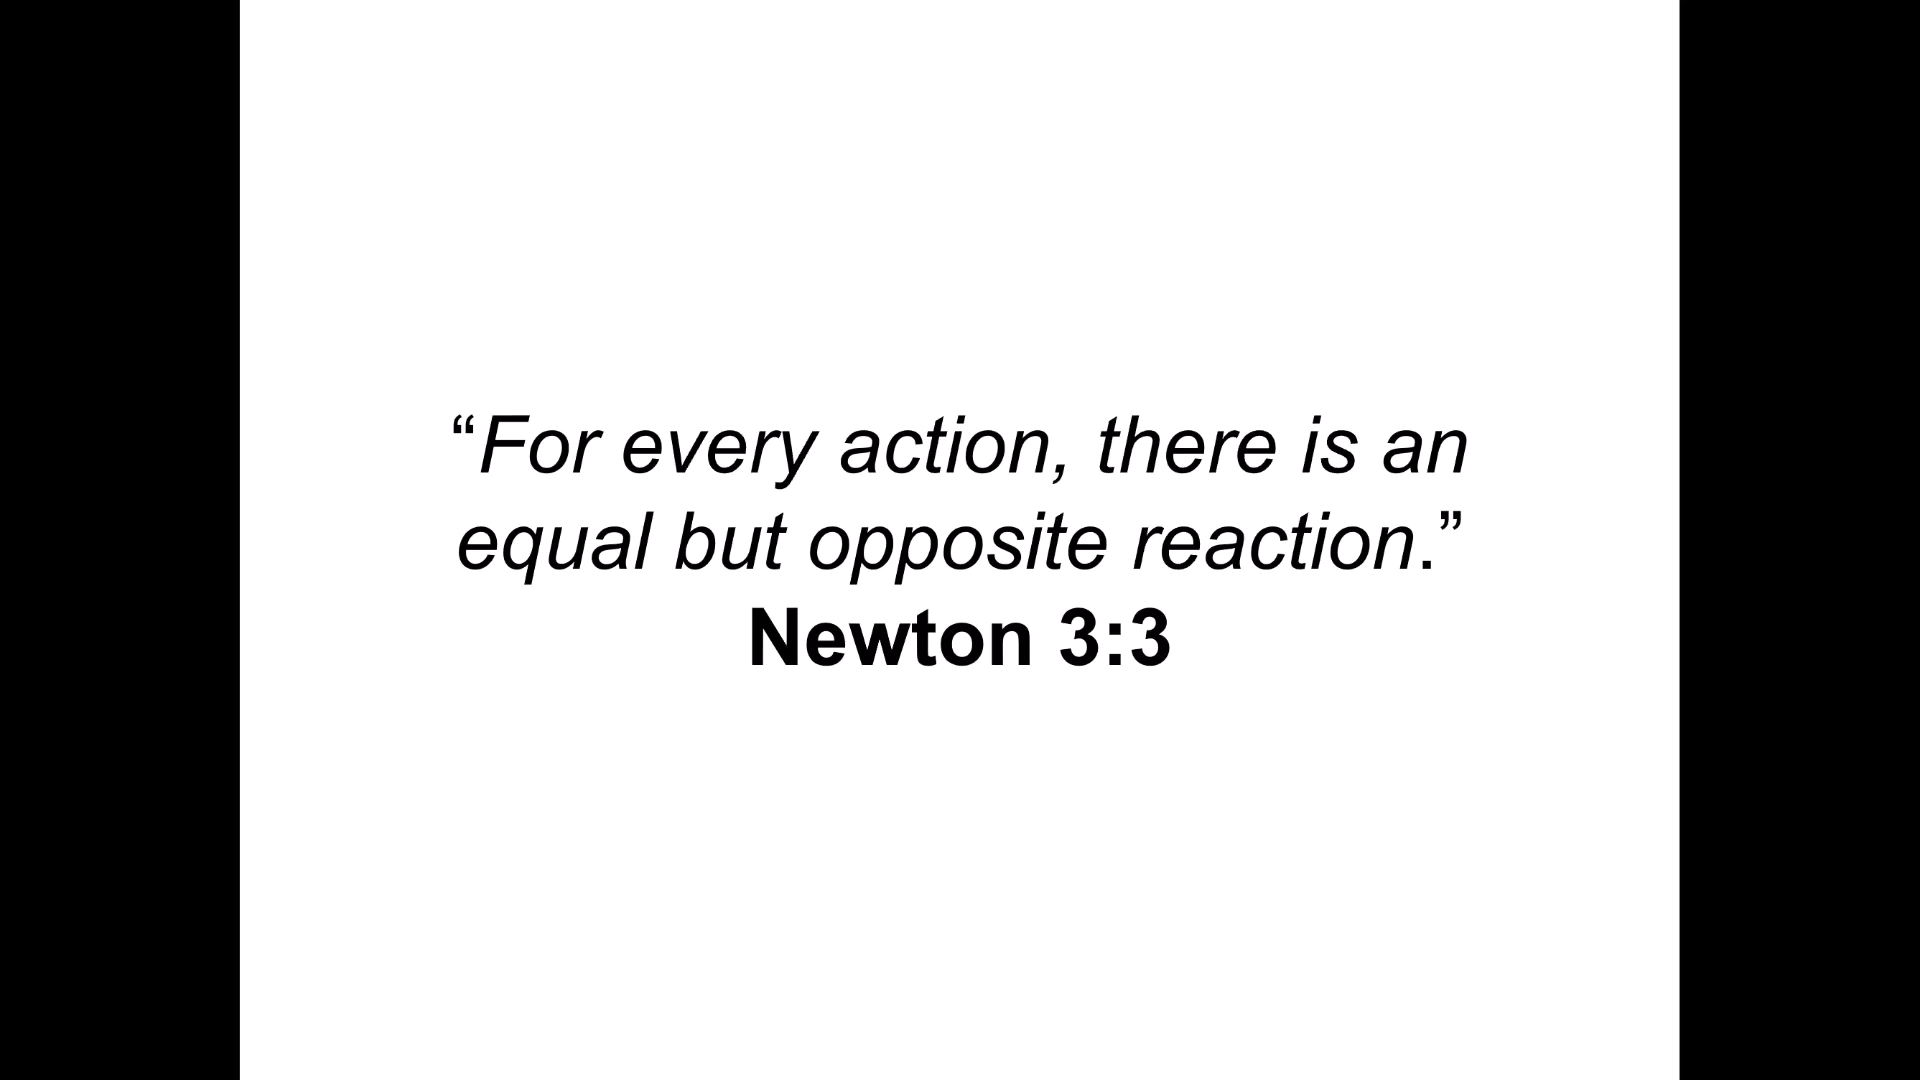 “For every action, there is an
equal but opposite reaction.”
Newton 3:3